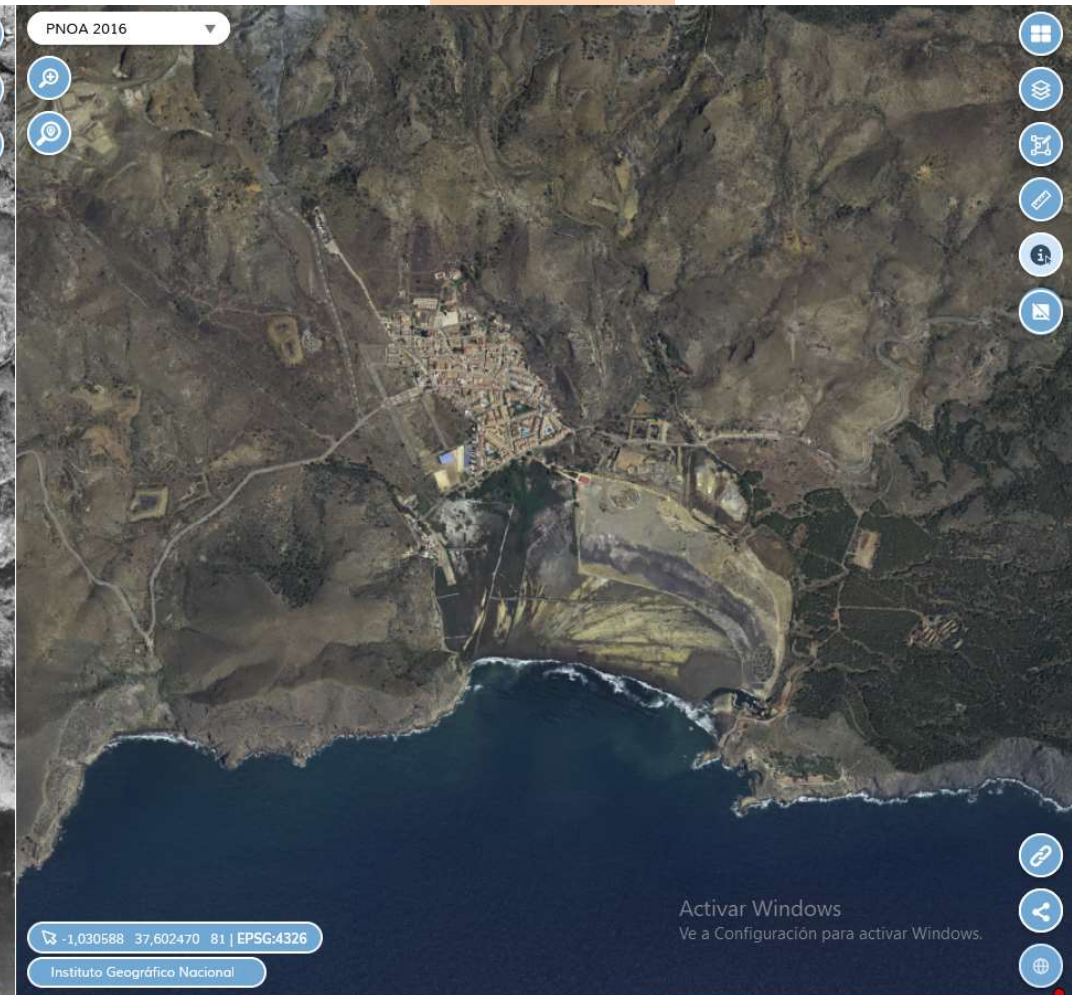 PNOA 2016
Activar Windows
Ve a Configuración para activar Windows.
-1,030588 37,602470 81 | EPSG:4326
Instituto Geográfico Nacional